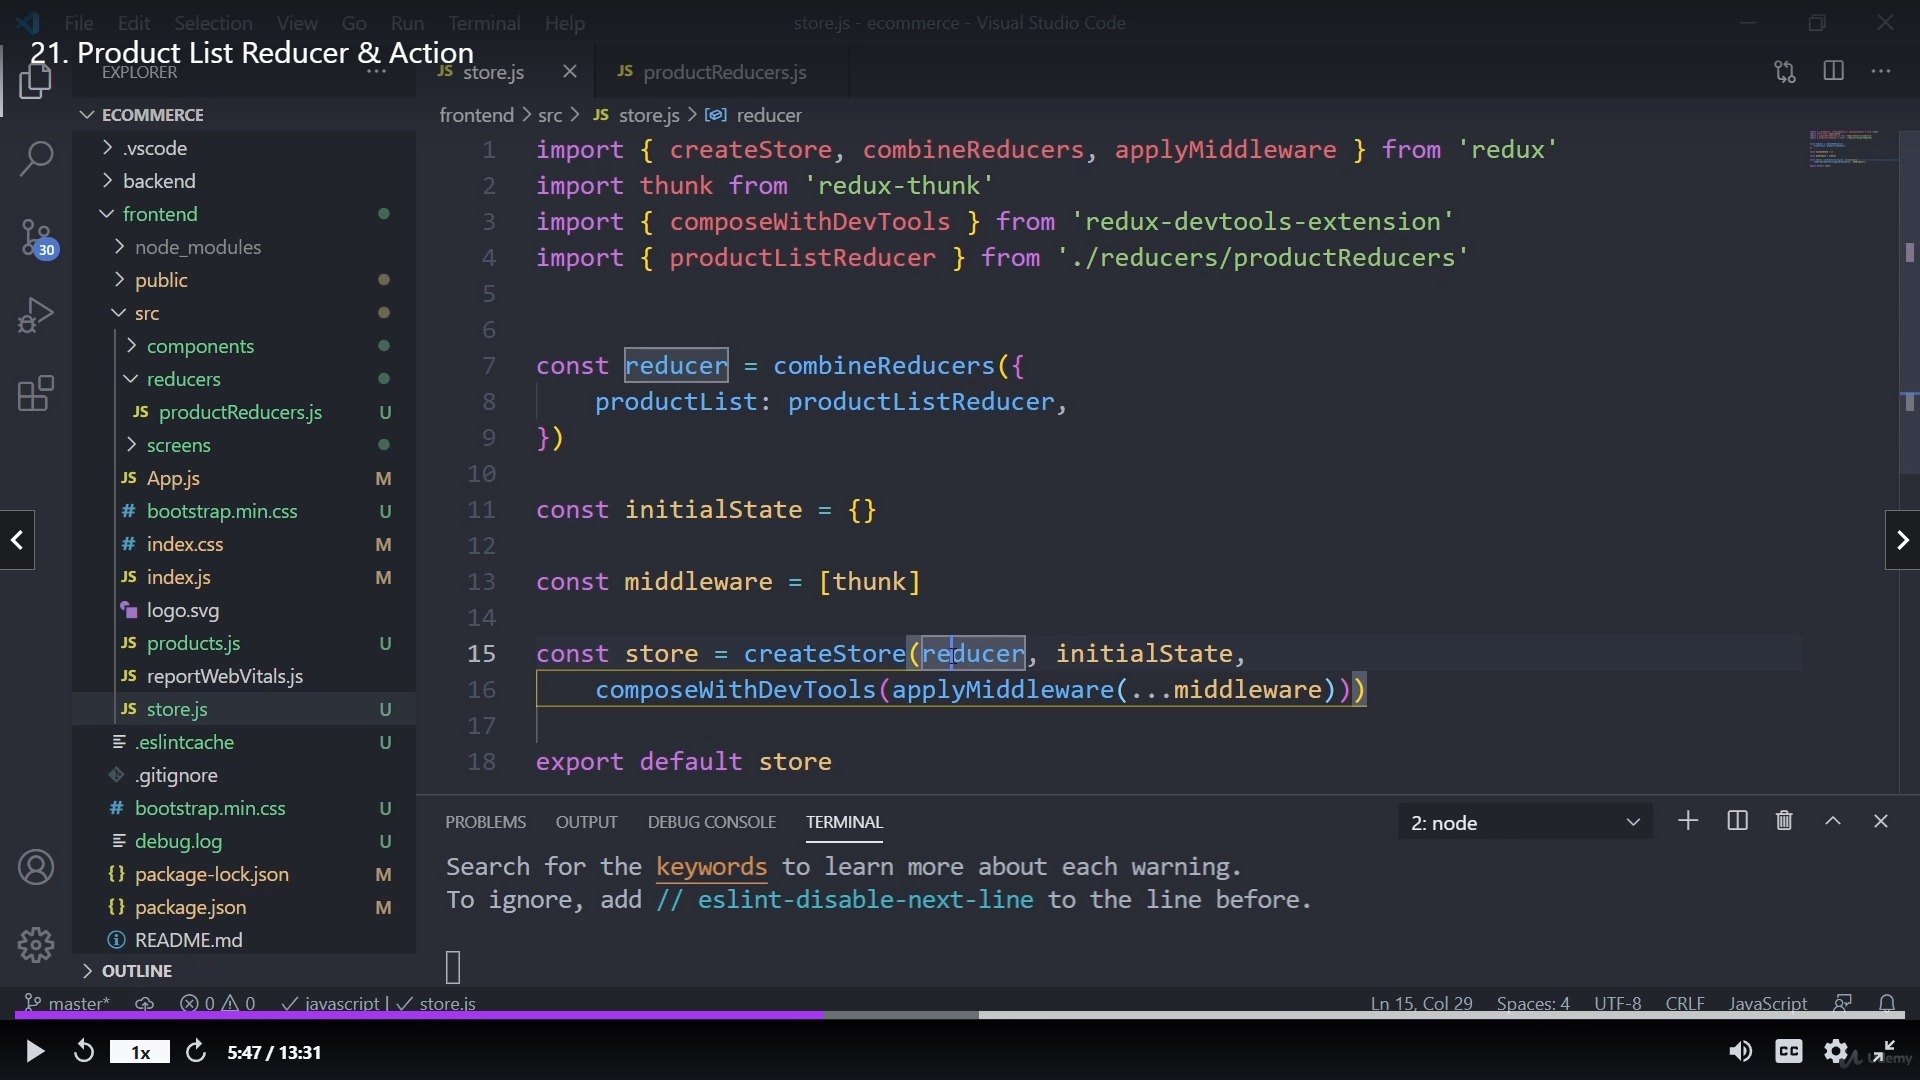 File Edit Selection View Go Run Terminal Help
store.js - ecommerce - Visual Studio Code
21. Product List Reducer & Action
EXPLORER
JS store.js
JS productReducers.js
ECOMMERCE
frontend > src > JS store.js > reducer
.vscode
backend
frontend
node_modules
public
src
components
reducers
JS productReducers.js U
screens
JS App.js M
# bootstrap.min.css U
# index.css M
JS index.js M
logo.svg
JS products.js U
JS reportWebVitals.js
JS store.js U
.eslintcache U
.gitignore
# bootstrap.min.css U
debug.log U
{} package-lock.json M
{} package.json M
README.md
OUTLINE
30
1 import { createStore, combineReducers, applyMiddleware } from 'redux'
2 import thunk from 'redux-thunk'
3 import { composeWithDevTools } from 'redux-devtools-extension'
4 import { productListReducer } from './reducers/productReducers'
5
6
7 const reducer = combineReducers({
8 productList: productListReducer,
9 })
10
11 const initialState = {}
12
13 const middleware = [thunk]
14
15 const store = createStore(reducer, initialState,
16 composeWithDevTools(applyMiddleware(...middleware)))
17
18 export default store
PROBLEMS OUTPUT DEBUG CONSOLE TERMINAL
2: node
Search for the keywords to learn more about each warning.
To ignore, add // eslint-disable-next-line to the line before.
master* 0 0 javascript | store.js
Ln 15, Col 29 Spaces: 4 UTF-8 CRLF JavaScript
1x 5:47 / 13:31
CC
Udemy